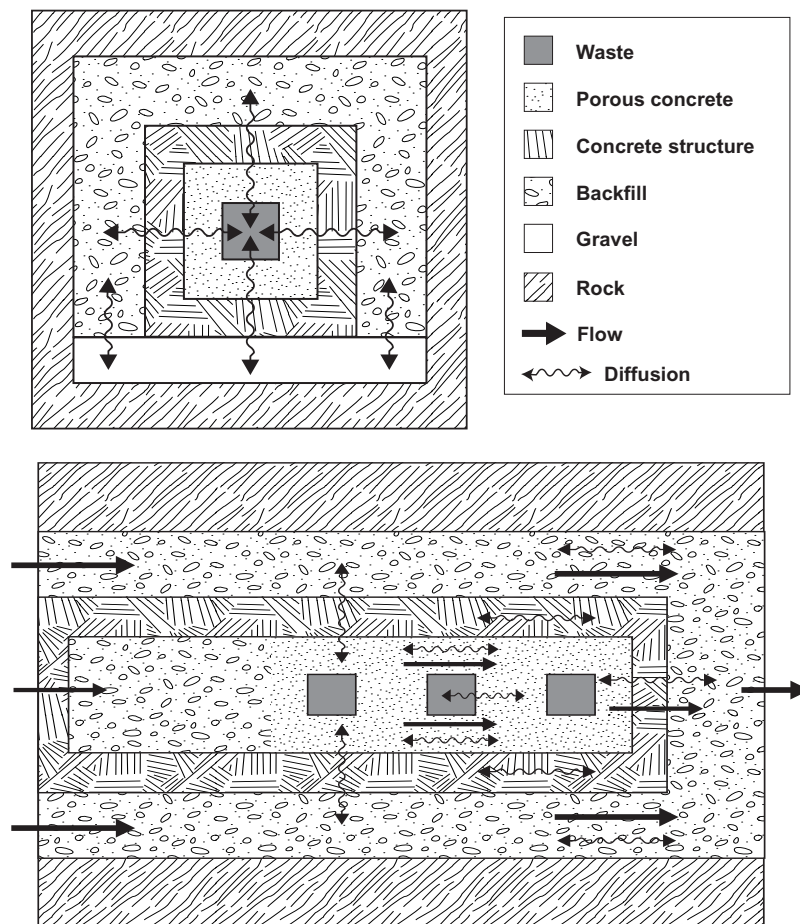 Waste
Porous concrete
Concrete structure
Backfill
Gravel
Rock
Flow
Diffusion